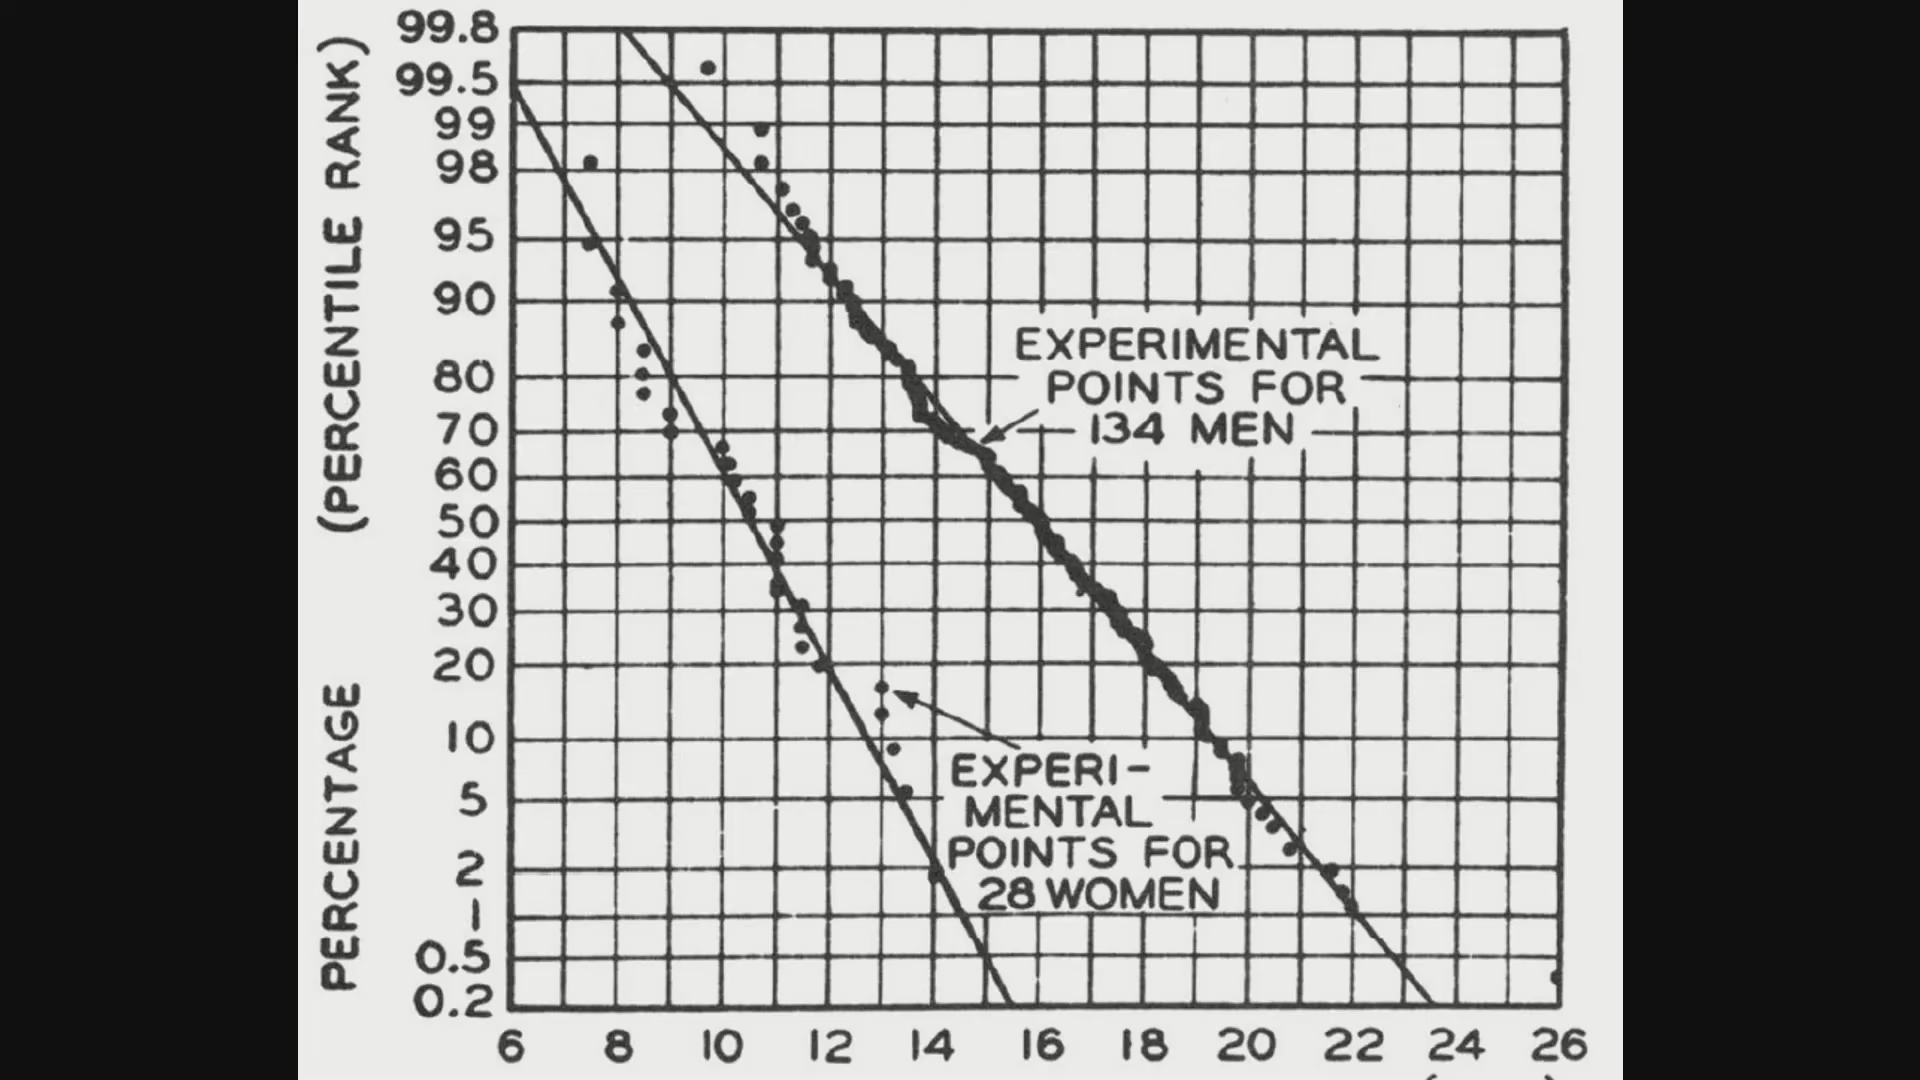 99.8
99.5
99
98
95
90
80
70
60
50
40
30
20
10
5
2
1
0.5
0.2
PERCENTAGE (PERCENTILE RANK)
EXPERIMENTAL
POINTS FOR
134 MEN
EXPERI-
MENTAL
POINTS FOR
28 WOMEN
6 8 10 12 14 16 18 20 22 24 26